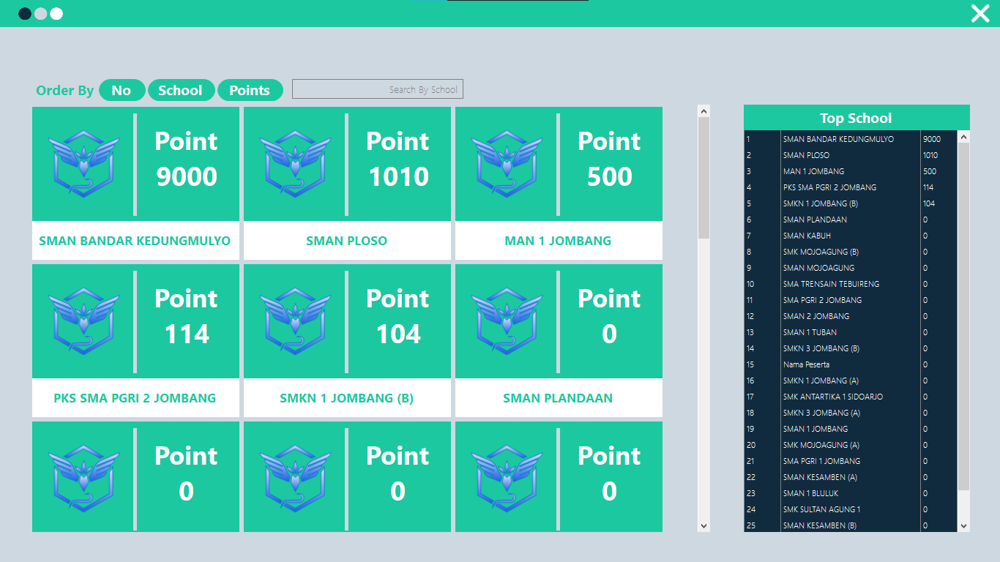 Order By No School Points Search By School
Point Point Point
9000 1010 500
SMAN BANDAR KEDUNGMULYO SMAN PLOSO MAN 1 JOMBANG
Point Point Point
114 104 0
PKS SMA PGRI 2 JOMBANG SMKN 1 JOMBANG (B) SMAN PLANDAAN
Point Point Point
0 0 0
Top School
1 SMAN BANDAR KEDUNGMULYO 9000
2 SMAN PLOSO 1010
3 MAN 1 JOMBANG 500
4 PKS SMA PGRI 2 JOMBANG 114
5 SMKN 1 JOMBANG (B) 104
6 SMAN PLANDAAN 0
7 SMAN KABUH 0
8 SMK MOJOAGUNG (B) 0
9 SMAN MOJOAGUNG 0
10 SMA TRENSAIN TEBUIRENG 0
11 SMA PGRI 2 JOMBANG 0
12 SMAN 2 JOMBANG 0
13 SMAN 1 TUBAN 0
14 SMKN 3 JOMBANG (B) 0
15 Nama Peserta 0
16 SMKN 1 JOMBANG (A) 0
17 SMK ANTARTIKA 1 SIDOARJO 0
18 SMKN 3 JOMBANG (A) 0
19 SMAN 1 JOMBANG 0
20 SMK MOJOAGUNG (A) 0
21 SMA PGRI 1 JOMBANG 0
22 SMAN KESAMBEN (A) 0
23 SMAN 1 BLULUK 0
24 SMK SULTAN AGUNG 1 0
25 SMAN KESAMBEN (B) 0